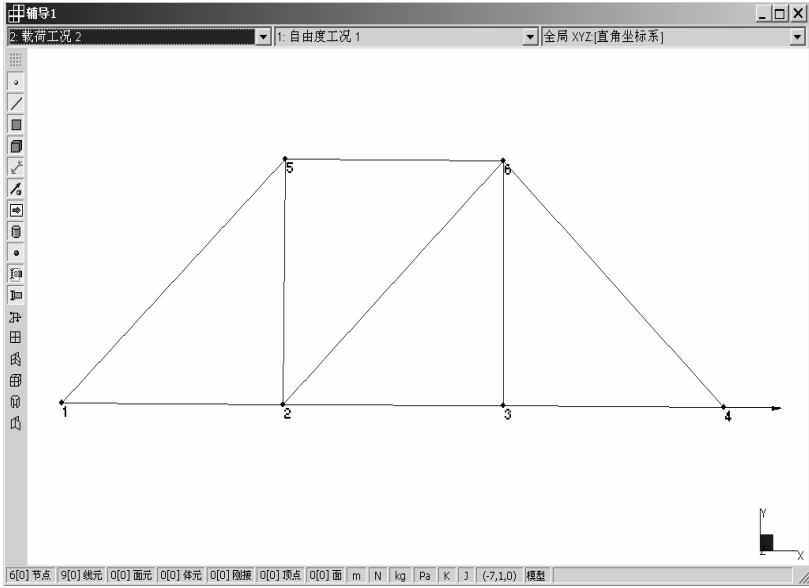 辅导1
2: 载荷工况 2 1: 自由度工况 1 全局 XYZ:[直角坐标系]
5 6
1 2 3 4
Y
Z X
6[0] 节点 9[0] 线元 0[0] 面元 0[0] 体元 0[0] 刚接 0[0] 顶点 0[0] 面 m N kg Pa K J (-7,1,0) 模型